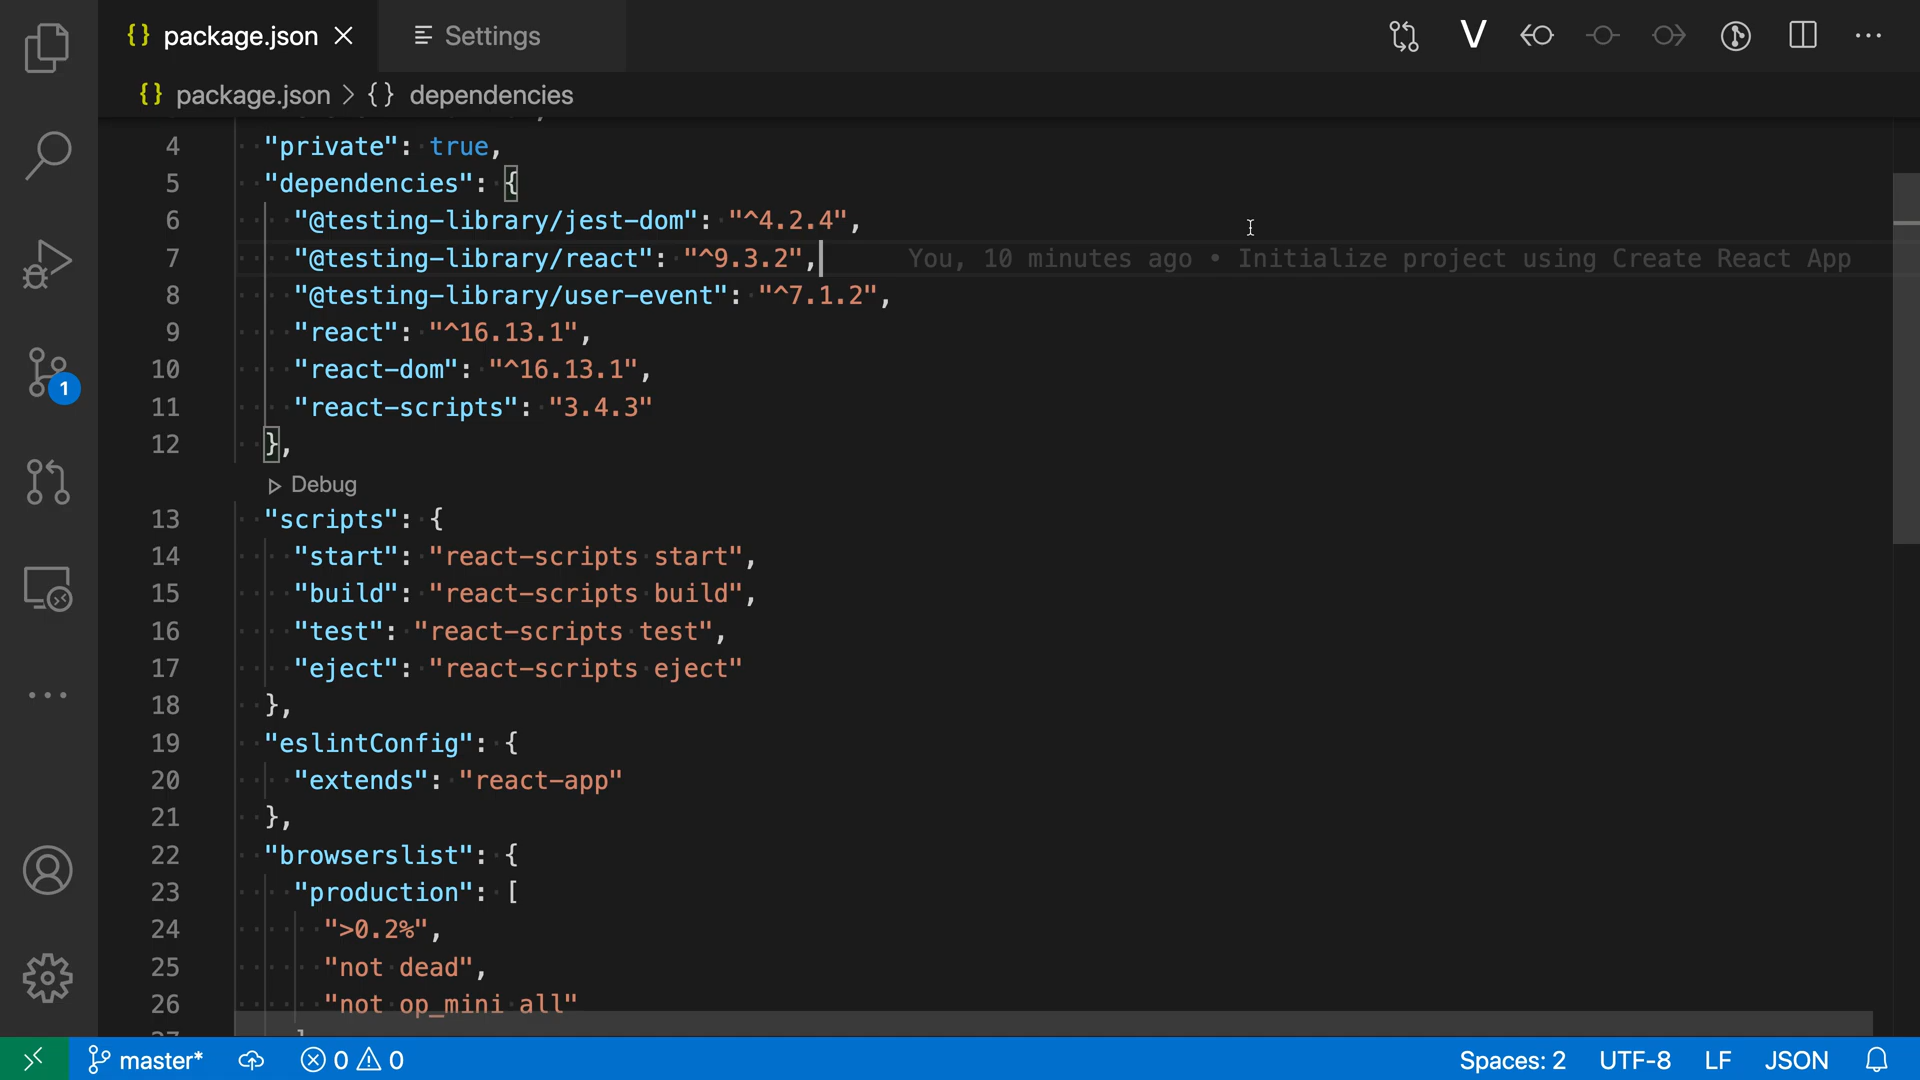 {} package.json
Settings
{} package.json > {} dependencies
4 "private": true,
5 "dependencies": {
6 "@testing-library/jest-dom": "^4.2.4",
7 "@testing-library/react": "^9.3.2", You, 10 minutes ago • Initialize project using Create React App
8 "@testing-library/user-event": "^7.1.2",
9 "react": "^16.13.1",
10 "react-dom": "^16.13.1",
11 "react-scripts": "3.4.3"
12 },
Debug
13 "scripts": {
14 "start": "react-scripts start",
15 "build": "react-scripts build",
16 "test": "react-scripts test",
17 "eject": "react-scripts eject"
18 },
19 "eslintConfig": {
20 "extends": "react-app"
21 },
22 "browserslist": {
23 "production": [
24 ">0.2%",
25 "not dead",
26 "not op_mini all"
1
master* 0 0 Spaces: 2 UTF-8 LF JSON